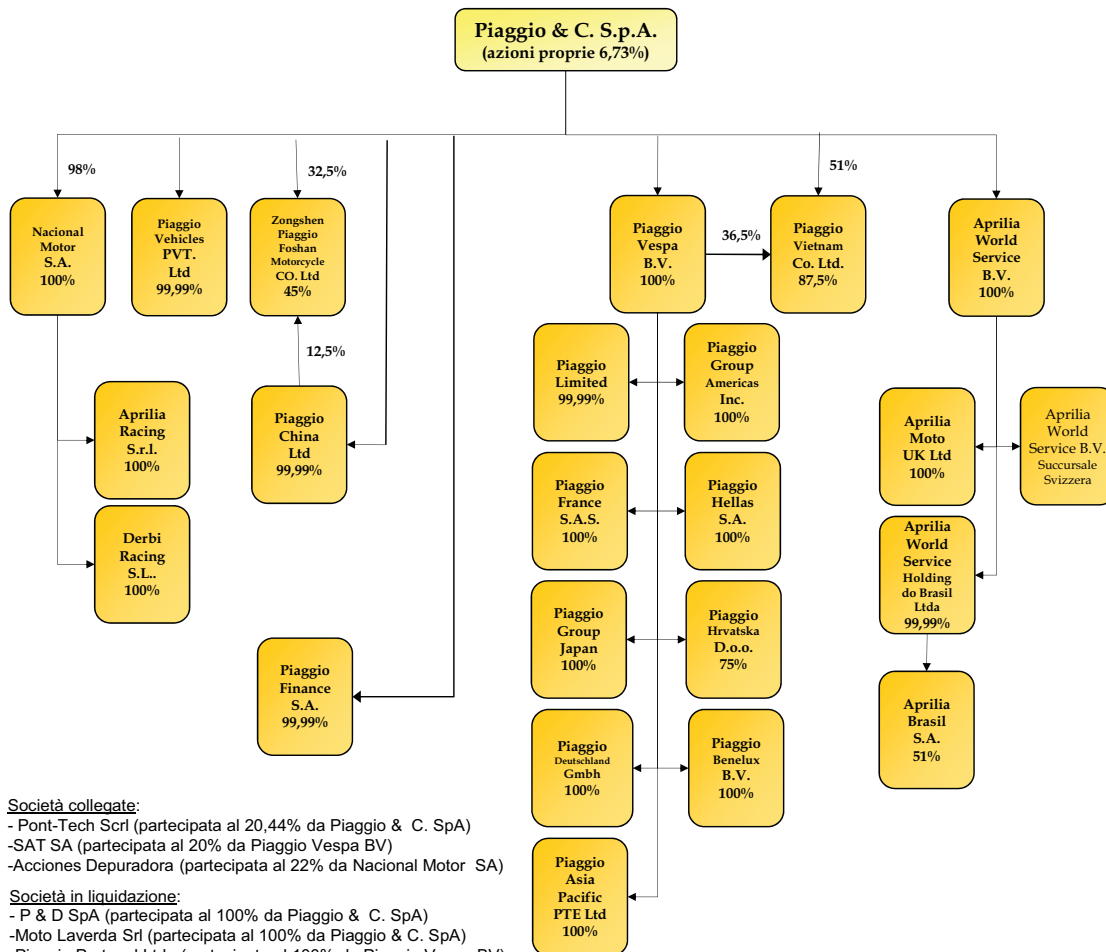 Piaggio & C. S.p.A.
(azioni proprie 6,73%)
98%
32,5%
51%
Nacional
Motor
S.A.
100%
Piaggio
Vehicles
PVT.
Ltd
99,99%
Zongshen
Piaggio
Foshan
Motorcycle
CO. Ltd
45%
Piaggio
Vespa
B.V.
100%
36,5%
Piaggio
Vietnam
Co. Ltd.
87,5%
Aprilia
World
Service
B.V.
100%
12,5%
Piaggio
Limited
99,99%
Piaggio
Group
Americas
Inc.
100%
Aprilia
Racing
S.r.l.
100%
Piaggio
China
Ltd
99,99%
Aprilia
Moto
UK Ltd
100%
Aprilia
World
Service B.V.
Succursale
Svizzera
Piaggio
France
S.A.S.
100%
Piaggio
Hellas
S.A.
100%
Derbi
Racing
S.L..
100%
Aprilia
World
Service
Holding
do Brasil
Ltda
99,99%
Piaggio
Group
Japan
100%
Piaggio
Hrvatska
D.o.o.
75%
Piaggio
Finance
S.A.
99,99%
Aprilia
Brasil
S.A.
51%
Piaggio
Deutschland
Gmbh
100%
Piaggio
Benelux
B.V.
100%
Piaggio
Asia
Pacific
PTE Ltd
100%
Società collegate:
- Pont-Tech Scrl (partecipata al 20,44% da Piaggio & C. SpA)
-SAT SA (partecipata al 20% da Piaggio Vespa BV)
-Acciones Depuradora (partecipata al 22% da Nacional Motor SA)
Società in liquidazione:
- P & D SpA (partecipata al 100% da Piaggio & C. SpA)
-Moto Laverda Srl (partecipata al 100% da Piaggio & C. SpA)